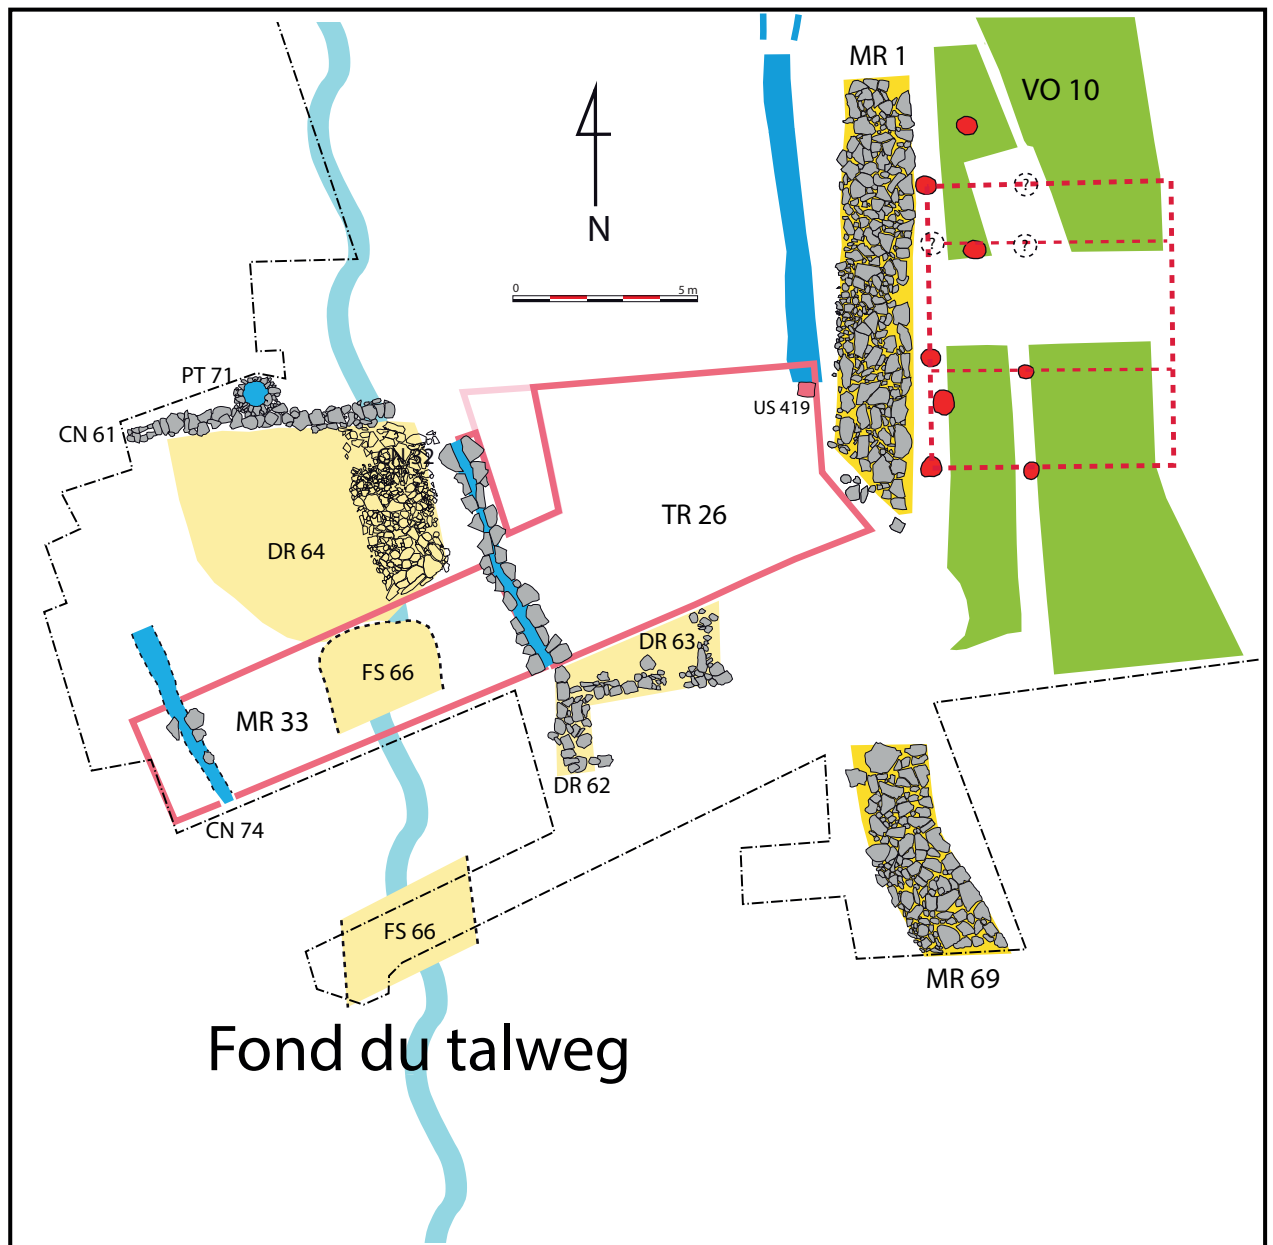 MR 1
VO 10
?
N
?
?
0
5 m
PT 71
US 419
CN 61
TR 26
DR 64
DR 63
FS 66
MR 33
DR 62
CN 74
FS 66
MR 69
Fond du talweg